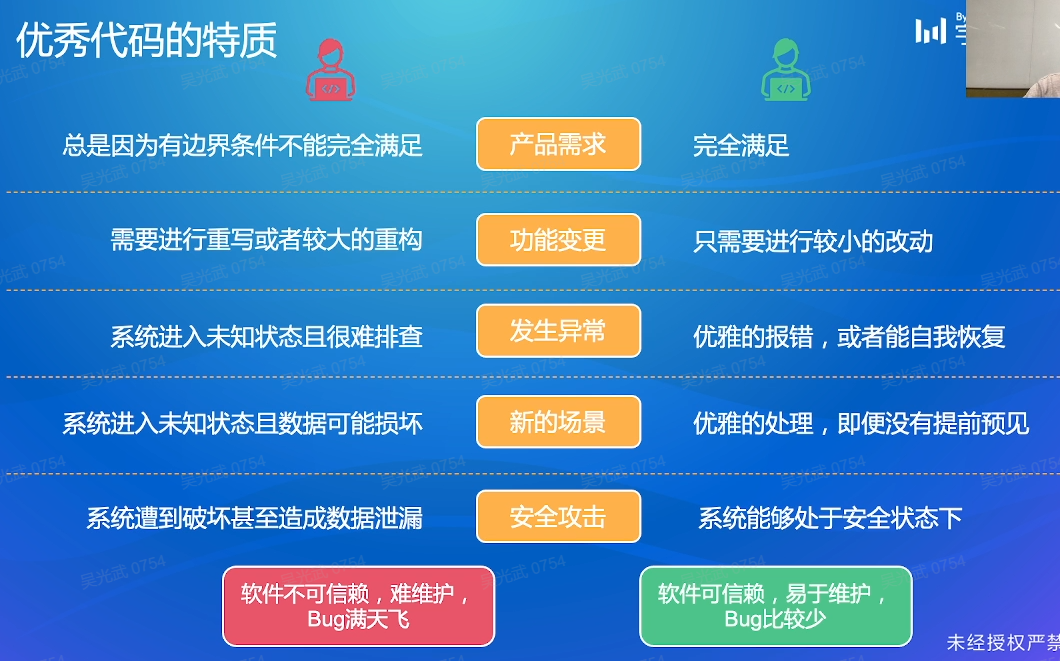 优秀代码的特质
By
总是因为有边界条件不能完全满足
产品需求
完全满足
需要进行重写或者较大的重构
功能变更
只需要进行较小的改动
系统进入未知状态且很难排查
发生异常
优雅的报错，或者能自我恢复
系统进入未知状态且数据可能损坏
新的场景
优雅的处理，即便没有提前预见
系统遭到破坏甚至造成数据泄漏
安全攻击
系统能够处于安全状态下
软件不可信赖，难维护，
Bug满天飞
软件可信赖，易于维护，
Bug比较少
未经授权严禁
吴光武 0754